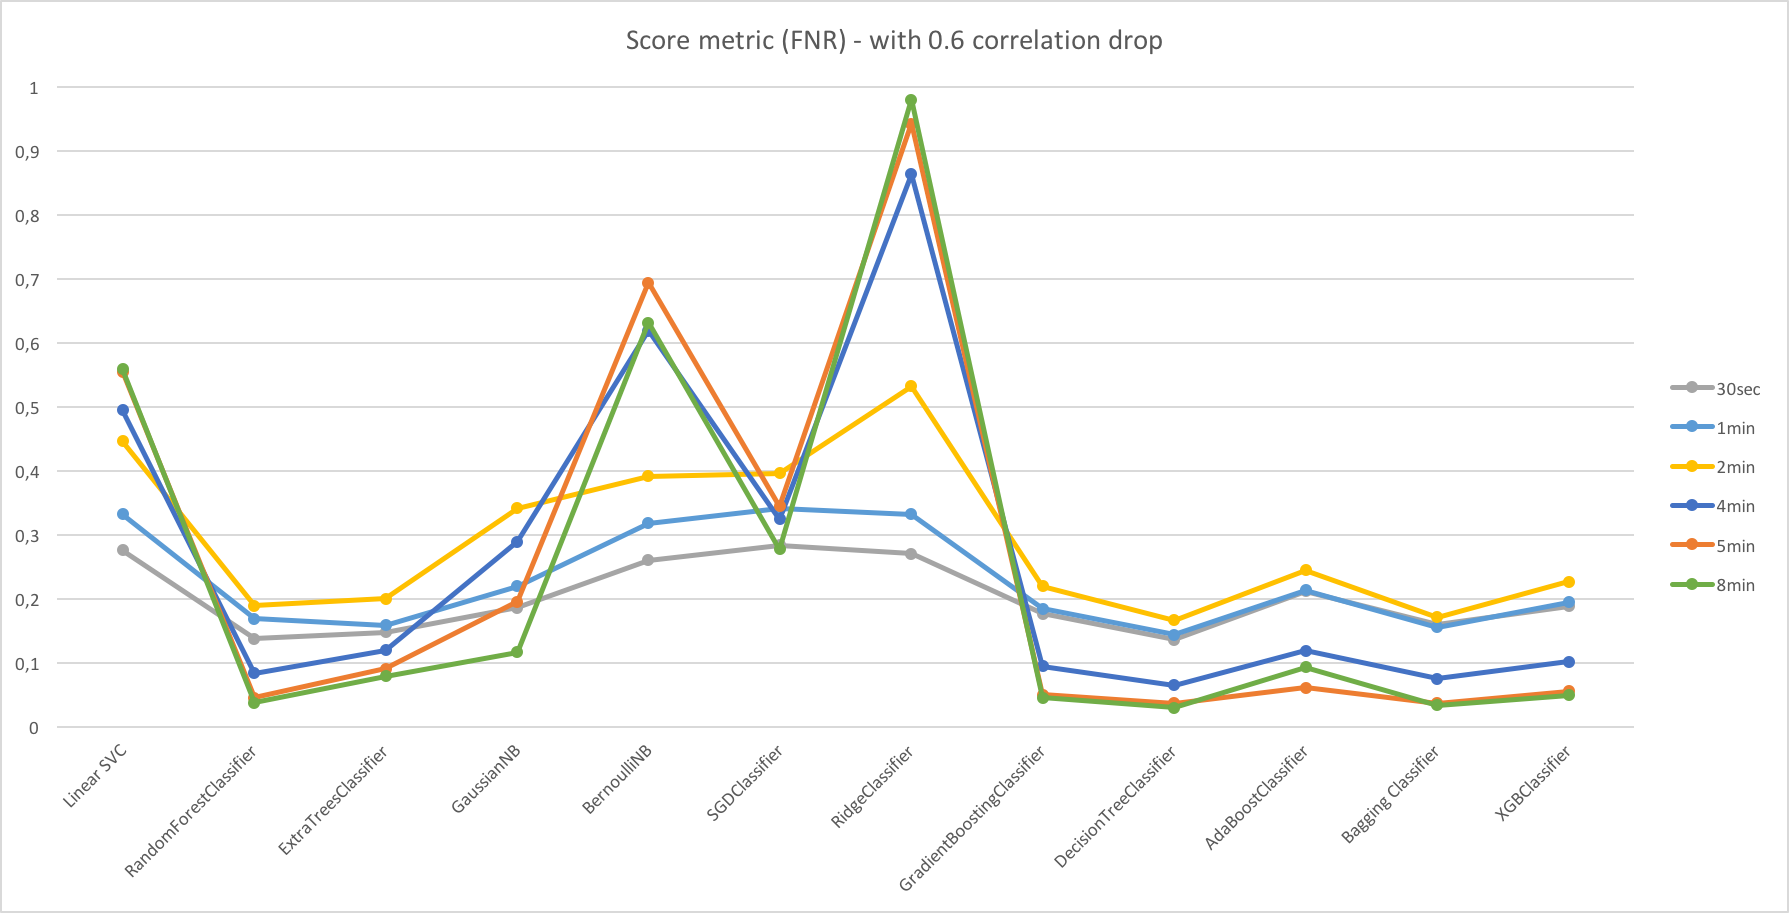 Score metric (FNR) - with 0.6 correlation drop
1
0,9
0,8
0,7
0,6
0,5
0,4
0,3
0,2
0,1
0
Linear SVC
RandomForestClassifier
ExtraTreesClassifier
GaussianNB
BernoulliNB
SGDClassifier
RidgeClassifier
GradientBoostingClassifier
DecisionTreeClassifier
AdaBoostClassifier
Bagging Classifier
XGBClassifier
30sec
1min
2min
4min
5min
8min